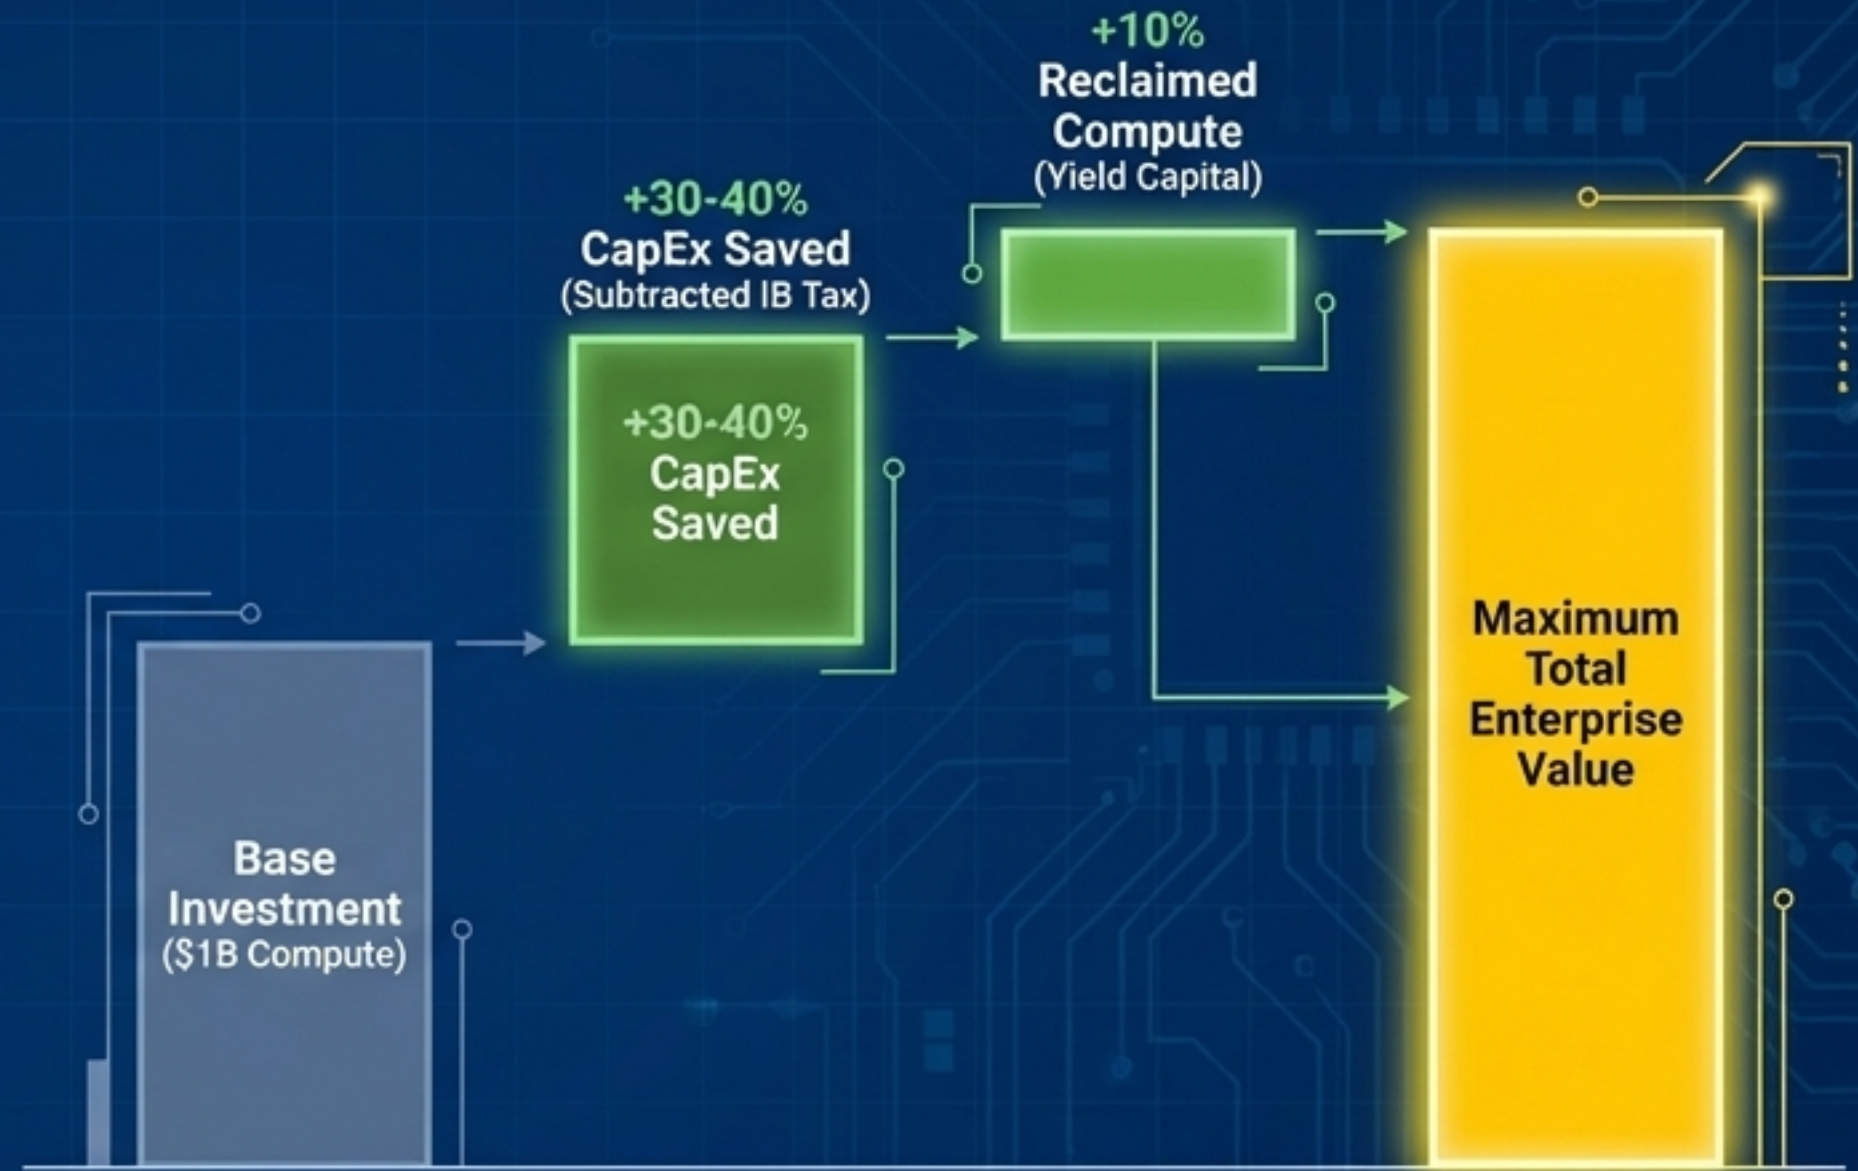 +10%
Reclaimed
Compute
(Yield Capital)
+30-40%
CapEx Saved
(Subtracted IB Tax)
+30-40%
CapEx
Saved
Base
Investment
($1B Compute)
Maximum
Total
Enterprise
Value